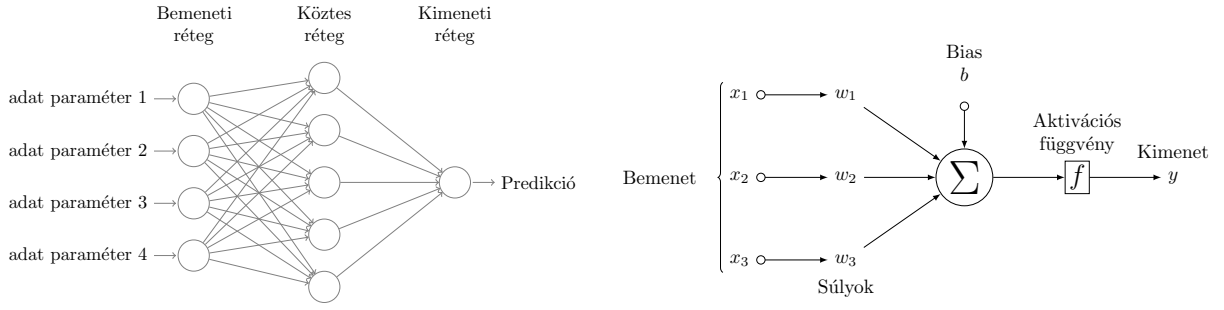 Bemeneti
réteg
Köztes
réteg
Kimeneti
réteg
adat paraméter 1
adat paraméter 2
adat paraméter 3
adat paraméter 4
Predikció
Bemenet
x₁
w₁
x₂
w₂
x₃
w₃
Súlyok
Bias
b
∑
Aktivációs
függvény
f
Kimenet
y